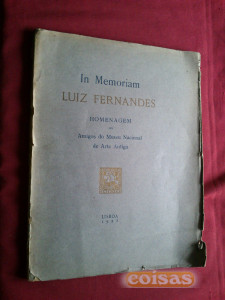 In Memoriam
LUIZ FERNANDES
HOMENAGEM
DOS
Amigos do Museu Nacional
de Arte Antiga
LISBOA
coisas